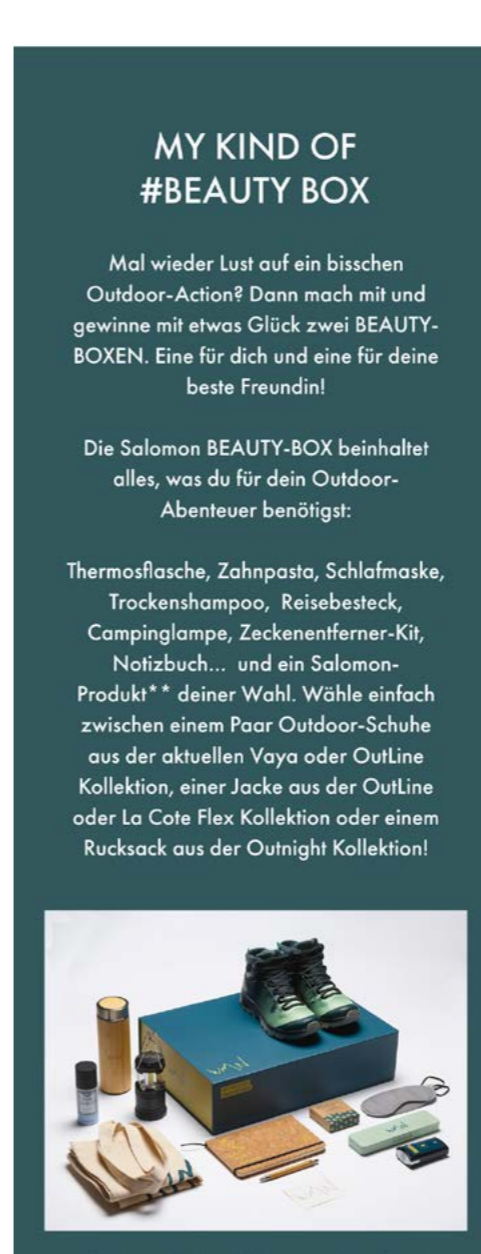 MY KIND OF
#BEAUTY BOX
Mal wieder Lust auf ein bisschen
Outdoor-Action? Dann mach mit und
gewinne mit etwas Glück zwei BEAUTY-
BOXEN. Eine für dich und eine für deine
beste Freundin!
Die Salomon BEAUTY-BOX beinhaltet
alles, was du für dein Outdoor-
Abenteuer benötigst:
Thermosflasche, Zahnpasta, Schlafmaske,
Trockenshampoo, Reisebesteck,
Campinglampe, Zeckenentferner-Kit,
Notizbuch... und ein Salomon-
Produkt** deiner Wahl. Wähle einfach
zwischen einem Paar Outdoor-Schuhe
aus der aktuellen Vaya oder OutLine
Kollektion, einer Jacke aus der OutLine
oder La Cote Flex Kollektion oder einem
Rucksack aus der Outnight Kollektion!